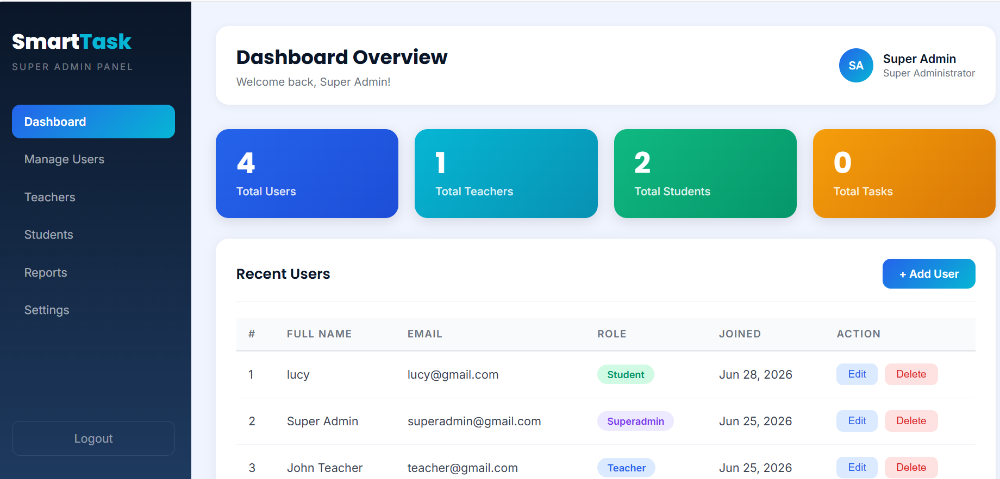 SmartTask
SUPER ADMIN PANEL
Dashboard
Manage Users
Teachers
Students
Reports
Settings
Logout
Dashboard Overview
Welcome back, Super Admin!
SA
Super Admin
Super Administrator
4
Total Users
1
Total Teachers
2
Total Students
0
Total Tasks
Recent Users
+ Add User
# FULL NAME EMAIL ROLE JOINED ACTION
1 lucy lucy@gmail.com Student Jun 28, 2026 Edit Delete
2 Super Admin superadmin@gmail.com Superadmin Jun 25, 2026 Edit Delete
3 John Teacher teacher@gmail.com Teacher Jun 25, 2026 Edit Delete